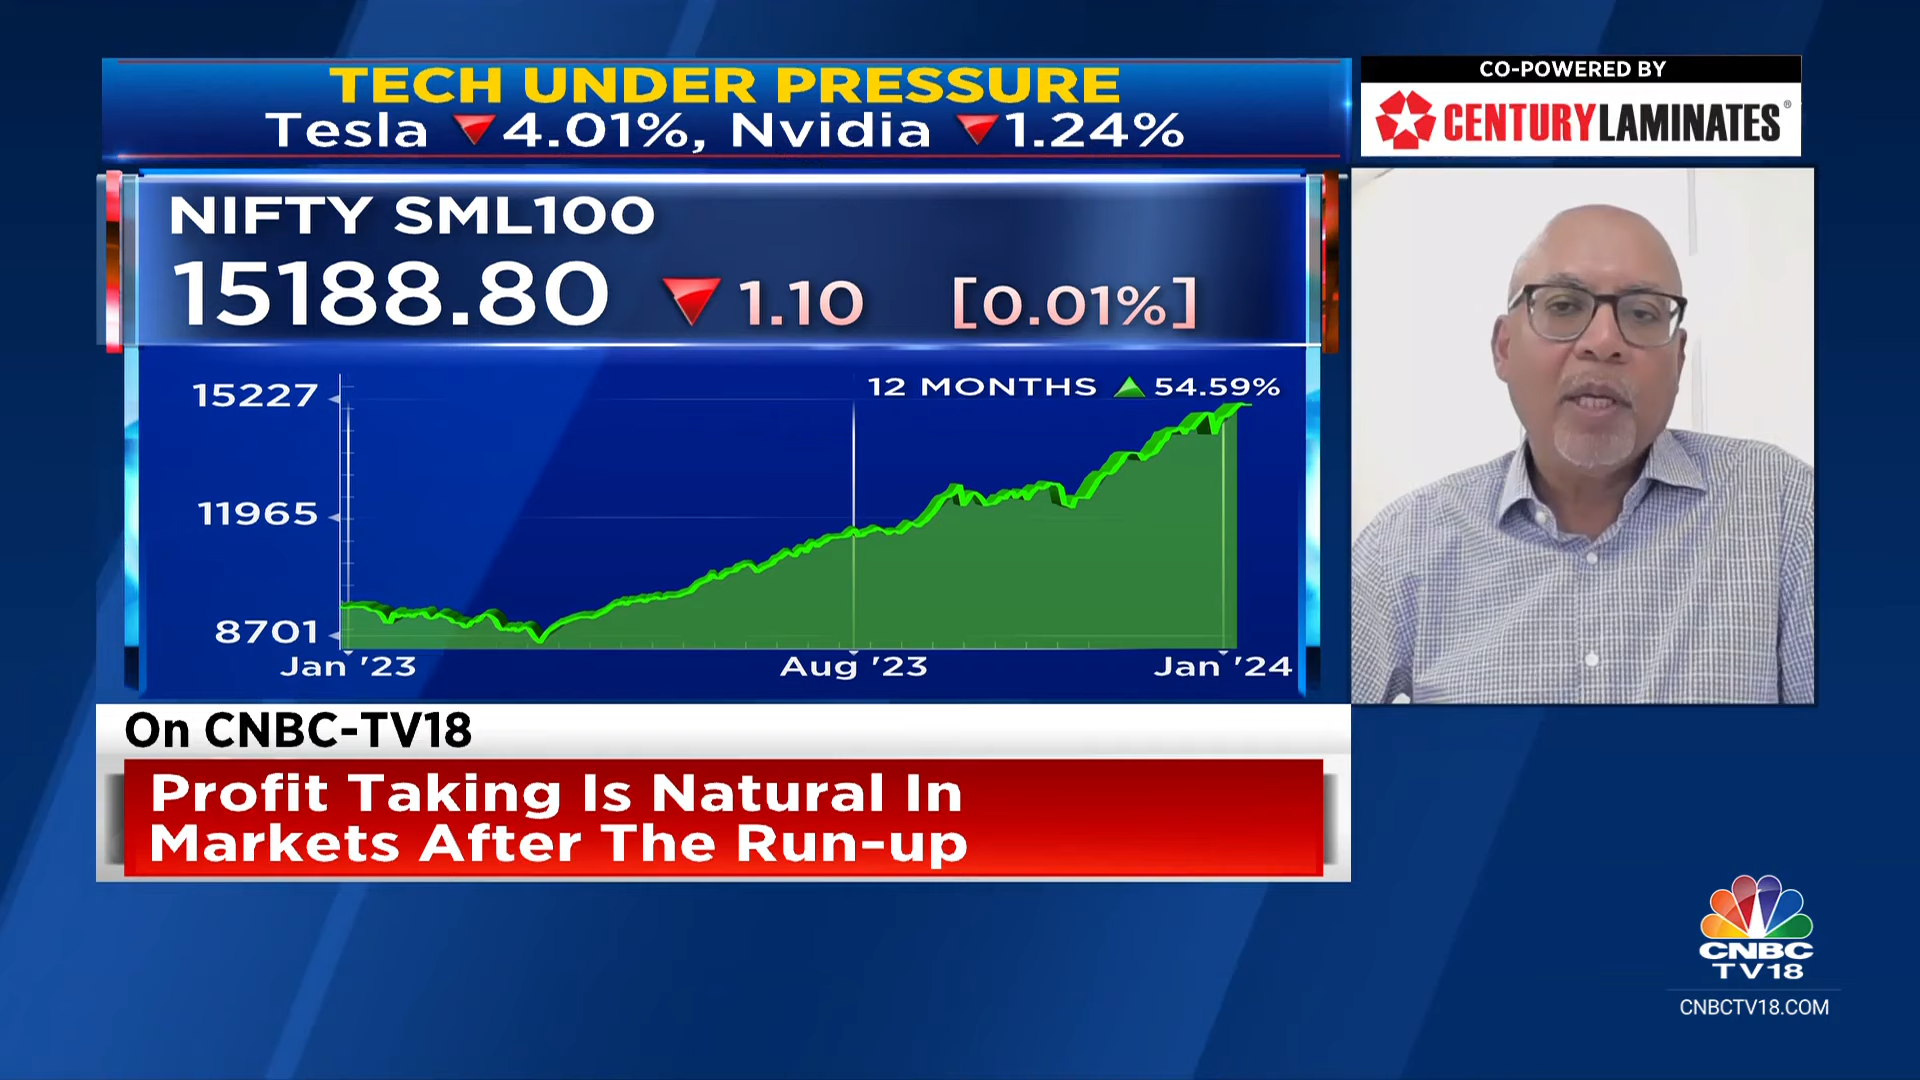 TECH UNDER PRESSURE
Tesla ▼4.01%, Nvidia ▼1.24%
CO-POWERED BY
CENTURYLAMINATES®
NIFTY SML100
15188.80 ▼ 1.10 [0.01%]
12 MONTHS ▲ 54.59%
15227
11965
8701
Jan '23 Aug '23 Jan '24
On CNBC-TV18
Profit Taking Is Natural In
Markets After The Run-up
CNBC
TV18
CNBCTV18.COM